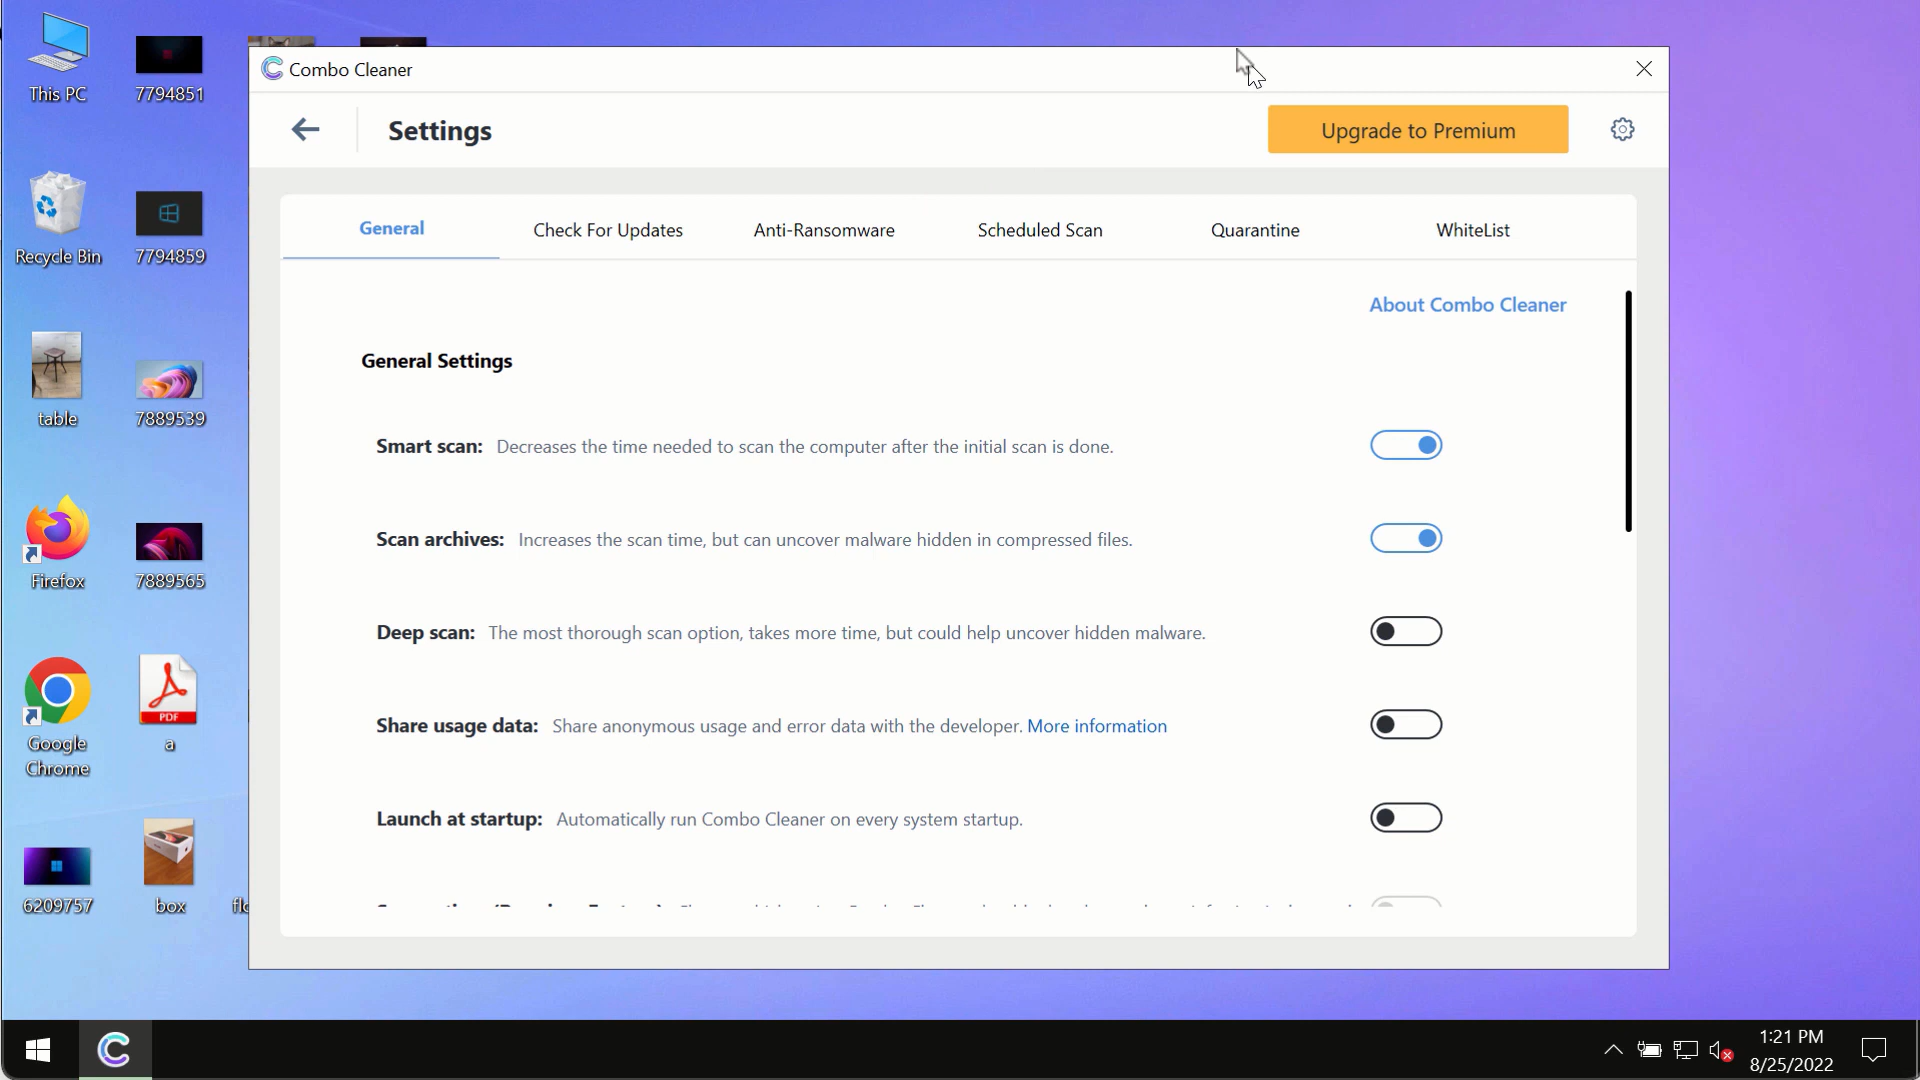 This PC
7794851
Recycle Bin
7794859
table
7889539
Firefox
7889565
Google
Chrome
PDF
a
6209757
box
Combo Cleaner
Settings
Upgrade to Premium
General
Check For Updates
Anti-Ransomware
Scheduled Scan
Quarantine
WhiteList
About Combo Cleaner
General Settings
Smart scan: Decreases the time needed to scan the computer after the initial scan is done.
Scan archives: Increases the scan time, but can uncover malware hidden in compressed files.
Deep scan: The most thorough scan option, takes more time, but could help uncover hidden malware.
Share usage data: Share anonymous usage and error data with the developer. More information
Launch at startup: Automatically run Combo Cleaner on every system startup.
1:21 PM
8/25/2022